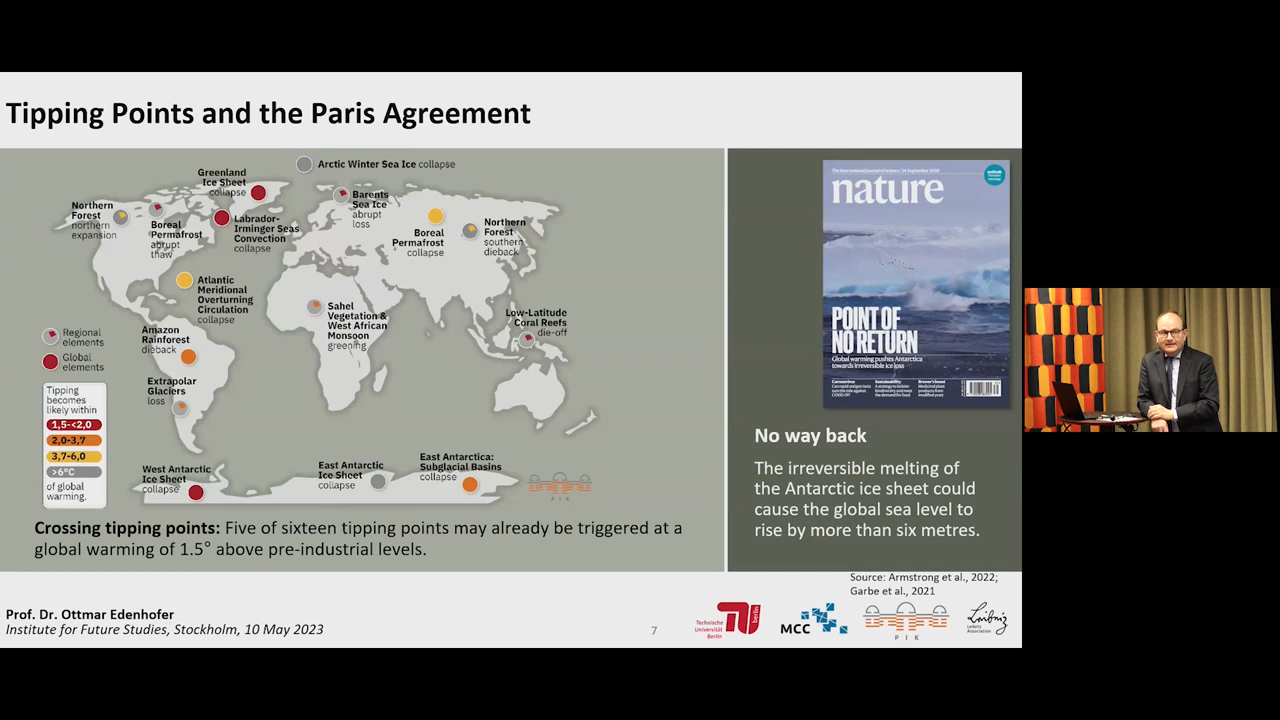 Tipping Points and the Paris Agreement
Arctic Winter Sea Ice collapse
Greenland
Ice Sheet
collapse
Northern
Forest
northern
expansion
Boreal
Permafrost
abrupt
thaw
Labrador-
Irminger Seas
Convection
collapse
Barents
Sea Ice
abrupt
loss
Boreal
Permafrost
collapse
Northern
Forest
southern
dieback
Atlantic
Meridional
Overturning
Circulation
collapse
Sahel
Vegetation &
West African
Monsoon
greening
Low-Latitude
Coral Reefs
die-off
Amazon
Rainforest
dieback
Extrapolar
Glaciers
loss
Regional
elements
Global
elements
Tipping
becomes
likely within
1,5-<2,0
2,0-3,7
3,7-6,0
>6°C
of global
warming.
West Antarctic
Ice Sheet
collapse
East Antarctic
Ice Sheet
collapse
East Antarctica:
Subglacial Basins
collapse
P I K
Crossing tipping points: Five of sixteen tipping points may already be triggered at a
global warming of 1.5° above pre-industrial levels.
nature
POINT OF
NO RETURN
Global warming pushes Antarctica
towards irreversible ice loss
Coronavirus
Sustainability
No way back
The irreversible melting of
the Antarctic ice sheet could
cause the global sea level to
rise by more than six metres.
Source: Armstrong et al., 2022;
Garbe et al., 2021
Prof. Dr. Ottmar Edenhofer
Institute for Future Studies, Stockholm, 10 May 2023
7
Technische
Universität
Berlin
berlin
MCC
P I K
Leibniz
Leibniz
Association